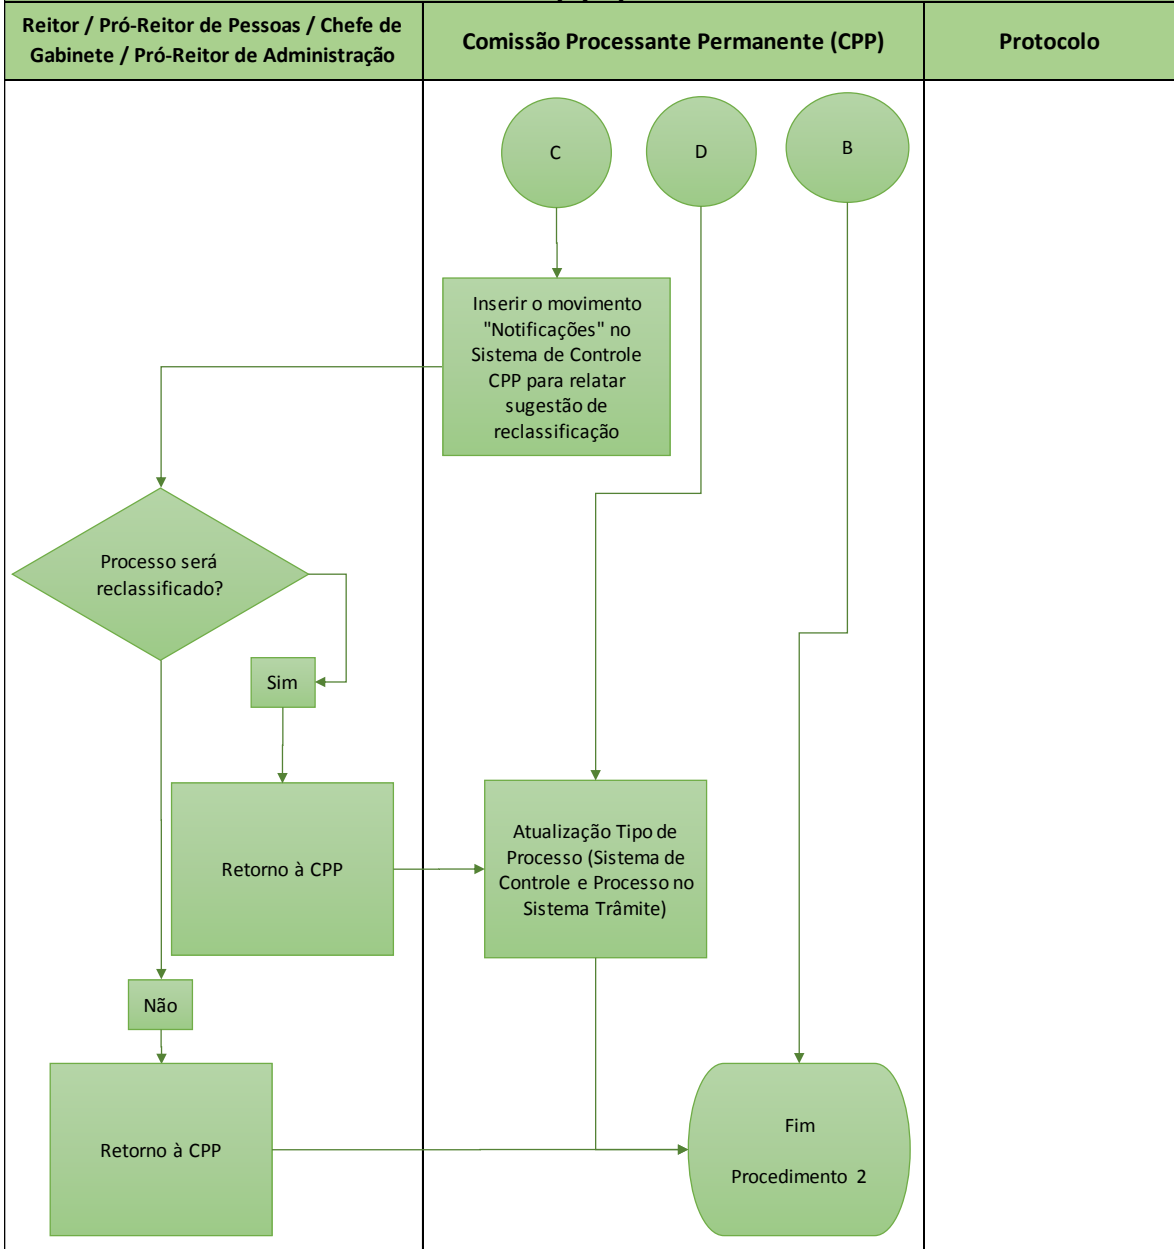 Reitor / Pró-Reitor de Pessoas / Chefe de
Gabinete / Pró-Reitor de Administração
Comissão Processante Permanente (CPP)
Protocolo
C
D
B
Inserir o movimento
"Notificações" no
Sistema de Controle
CPP para relatar
sugestão de
reclassificação
Processo será
reclassificado?
Sim
Retorno à CPP
Atualização Tipo de
Processo (Sistema de
Controle e Processo no
Sistema Trâmite)
Não
Retorno à CPP
Fim
Procedimento 2